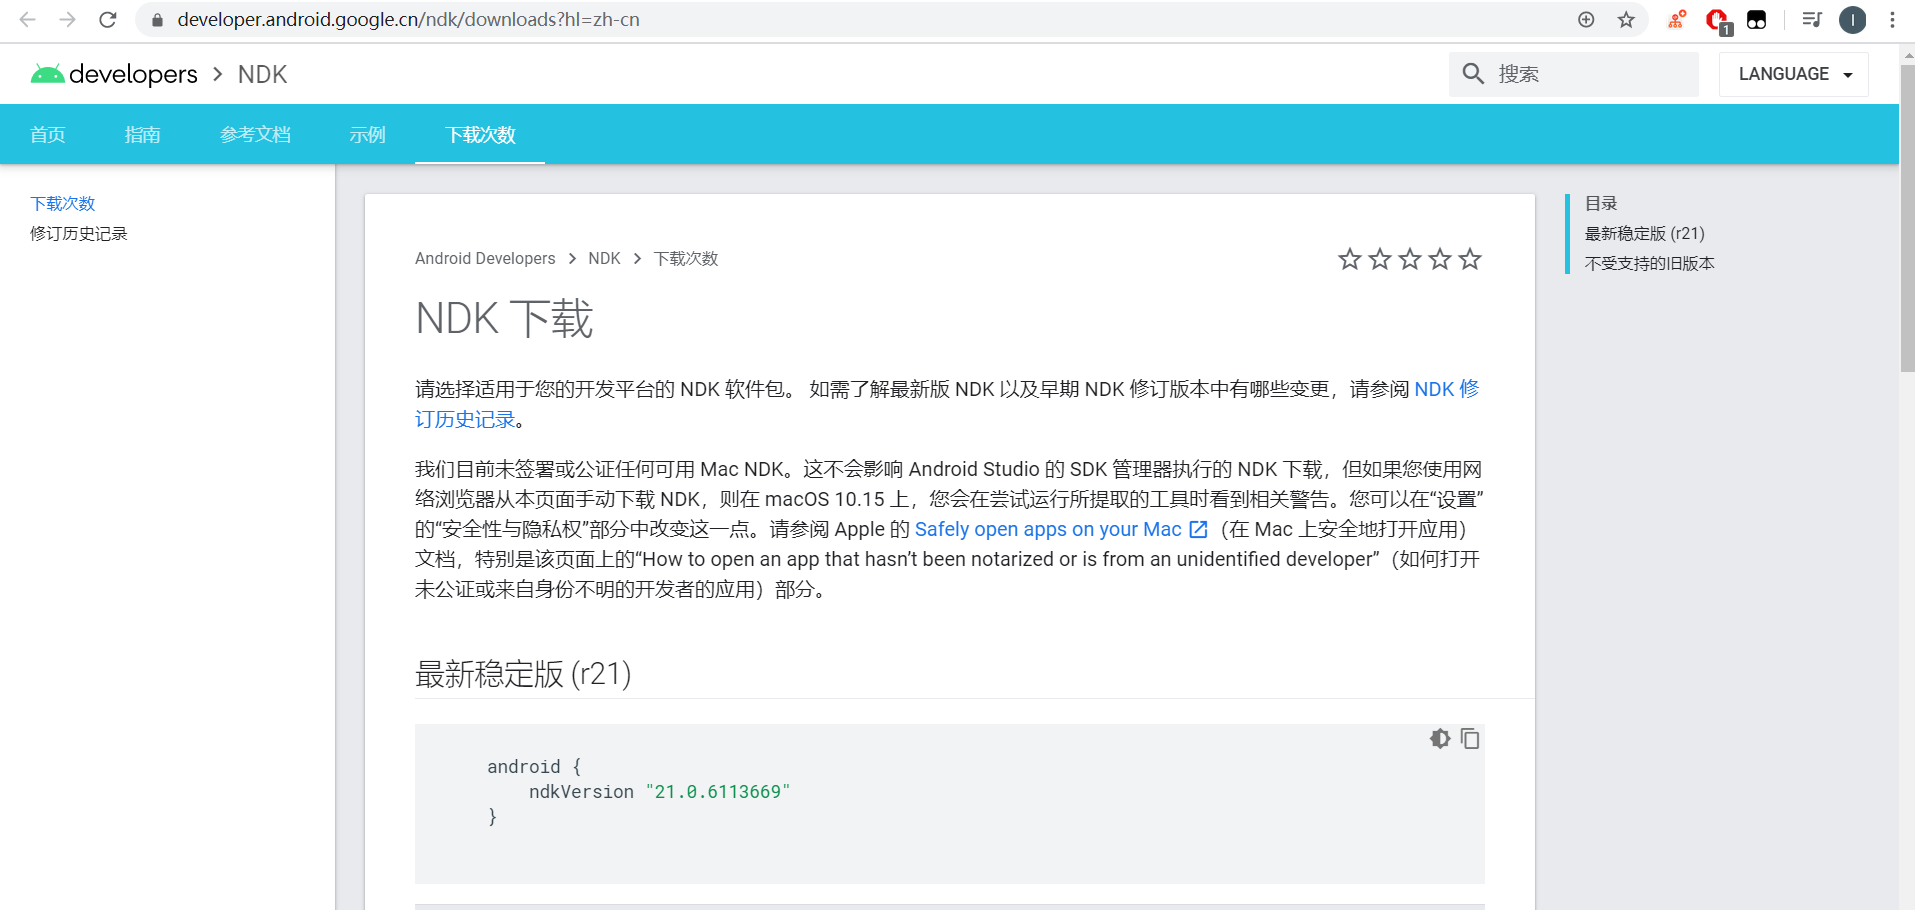 developer.android.google.cn/ndk/downloads?hl=zh-cn
1
I
developers
NDK
搜索
LANGUAGE
首页
指南
参考文档
示例
下载次数
下载次数
修订历史记录
Android Developers
NDK
下载次数
NDK 下载
请选择适用于您的开发平台的 NDK 软件包。 如需了解最新版 NDK 以及早期 NDK 修订版本中有哪些变更，请参阅 NDK 修
订历史记录。
我们目前未签署或公证任何可用 Mac NDK。这不会影响 Android Studio 的 SDK 管理器执行的 NDK 下载，但如果您使用网
络浏览器从本页面手动下载 NDK，则在 macOS 10.15 上，您会在尝试运行所提取的工具时看到相关警告。您可以在“设置”
的“安全性与隐私权”部分中改变这一点。请参阅 Apple 的 Safely open apps on your Mac（在 Mac 上安全地打开应用）
文档，特别是该页面上的“How to open an app that hasn’t been notarized or is from an unidentified developer”（如何打开
未公证或来自身份不明的开发者的应用）部分。
最新稳定版 (r21)
android {
ndkVersion "21.0.6113669"
}
目录
最新稳定版 (r21)
不受支持的旧版本